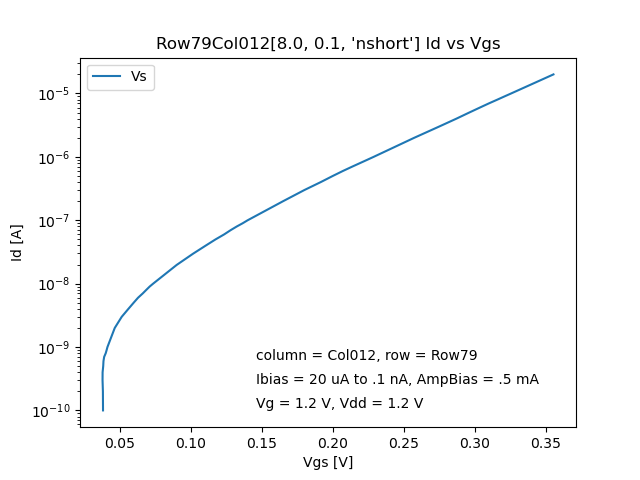 Row79Col012[8.0, 0.1, 'nshort'] Id vs Vgs
Vs
10⁻⁵
10⁻⁶
10⁻⁷
10⁻⁸
10⁻⁹
10⁻¹⁰
Id [A]
column = Col012, row = Row79
Ibias = 20 uA to .1 nA, AmpBias = .5 mA
Vg = 1.2 V, Vdd = 1.2 V
0.05 0.10 0.15 0.20 0.25 0.30 0.35
Vgs [V]